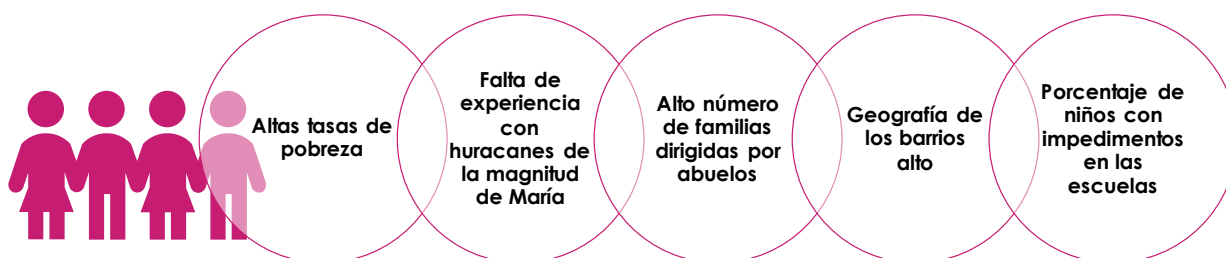 Altas tasas de
pobreza
Falta de
experiencia
con
huracanes de
la magnitud
de María
Alto número
de familias
dirigidas por
abuelos
Geografía de
los barrios
alto
Porcentaje de
niños con
impedimentos
en las
escuelas